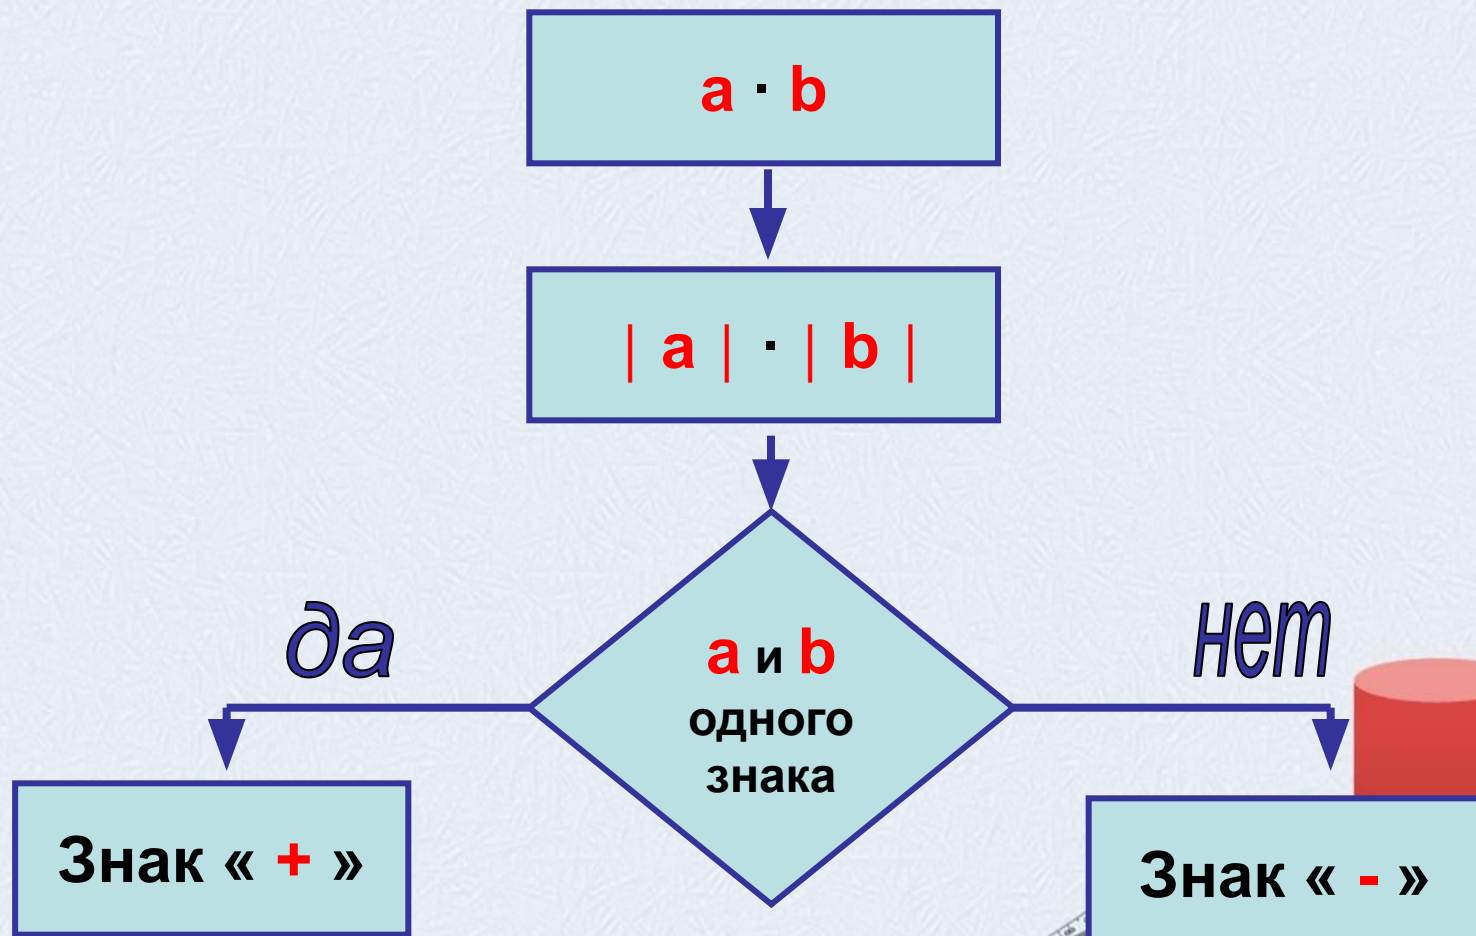 a · b
| a | · | b |
да
нет
a и b
одного
знака
Знак « + »
Знак « - »